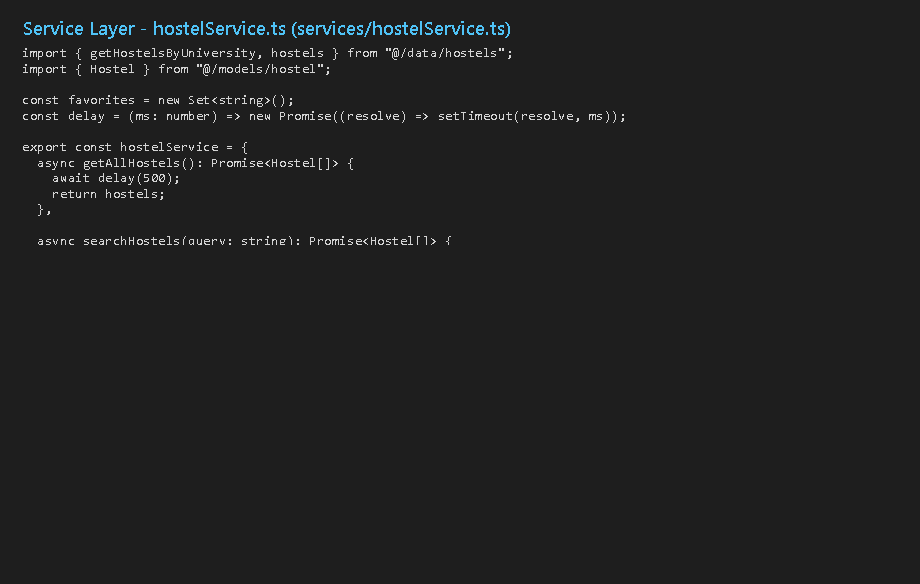 Service Layer - hostelService.ts (services/hostelService.ts)
import { getHostelsByUniversity, hostels } from "@/data/hostels";
import { Hostel } from "@/models/hostel";

const favorites = new Set<string>();
const delay = (ms: number) => new Promise((resolve) => setTimeout(resolve, ms));

export const hostelService = {
  async getAllHostels(): Promise<Hostel[]> {
    await delay(500);
    return hostels;
  },

  async searchHostels(query: string): Promise<Hostel[]> {